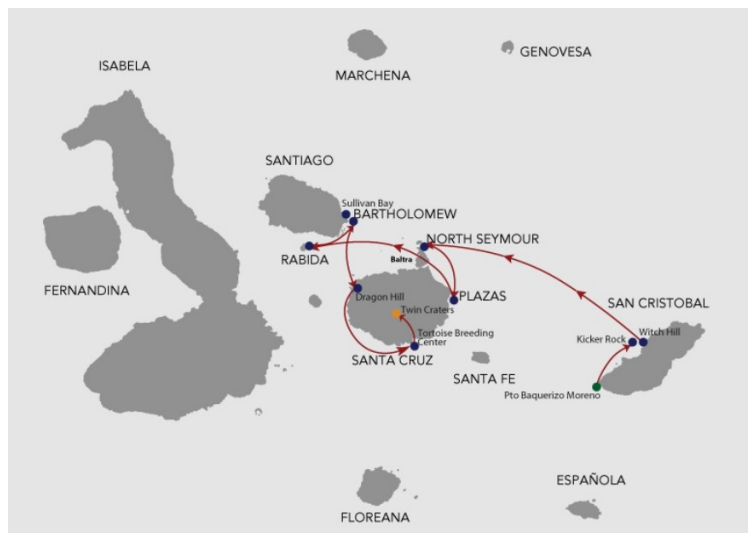 GENOVESA
ISABELA
MARCHENA
SANTIAGO
Sullivan Bay
BARTHOLOMEW
NORTH SEYMOUR
RABIDA
Baltra
FERNANDINA
Dragon Hill
PLAZAS
SAN CRISTOBAL
Twin Craters
Kicker Rock
Witch Hill
Tortoise Breeding
Center
SANTA CRUZ
SANTA FE
Pto Baquerizo Moreno
ESPAÑOLA
FLOREANA